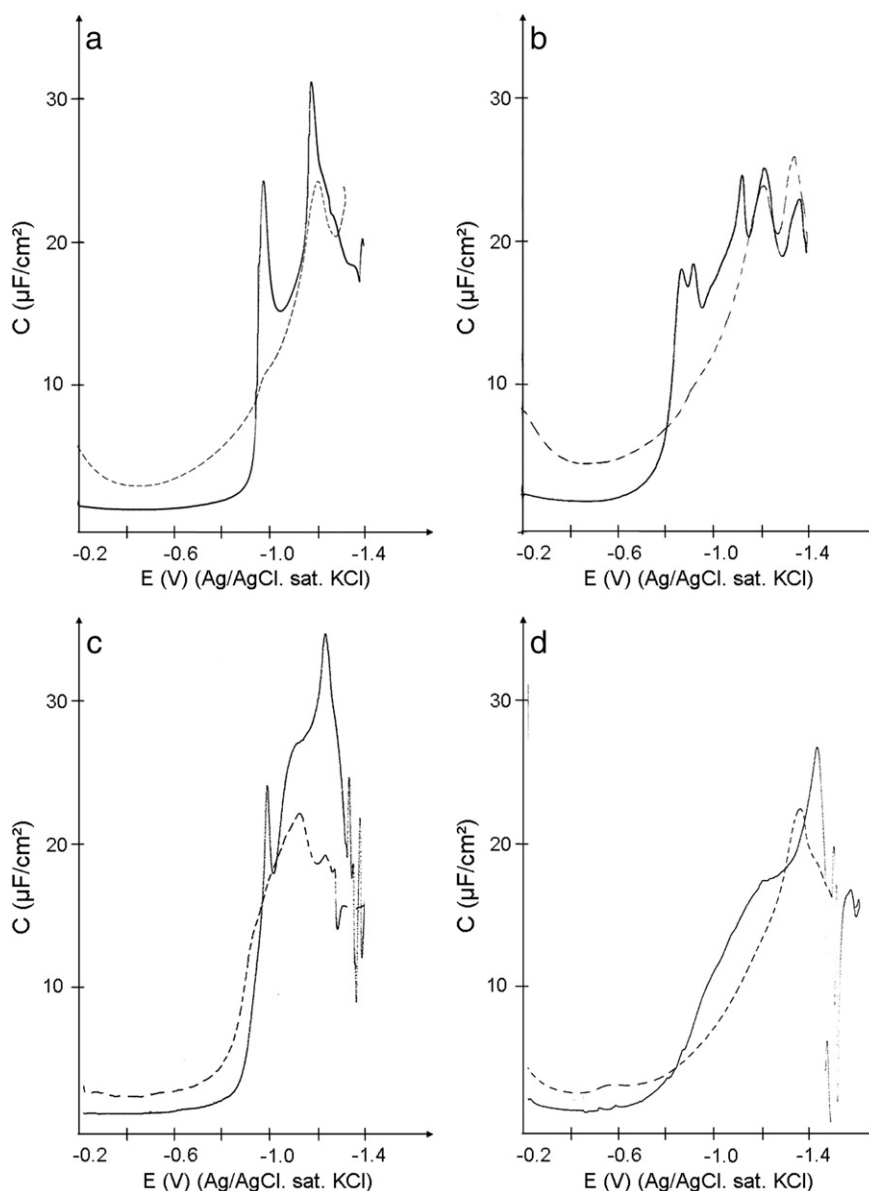 a
30
20
10
C (µF/cm²)
-0.2 -0.6 -1.0 -1.4
E (V) (Ag/AgCl. sat. KCl)
b
30
20
10
C (µF/cm²)
-0.2 -0.6 -1.0 -1.4
E (V) (Ag/AgCl. sat. KCl)
c
30
20
10
C (µF/cm²)
-0.2 -0.6 -1.0 -1.4
E (V) (Ag/AgCl. sat. KCl)
d
30
20
10
C (µF/cm²)
-0.2 -0.6 -1.0 -1.4
E (V) (Ag/AgCl. sat. KCl)